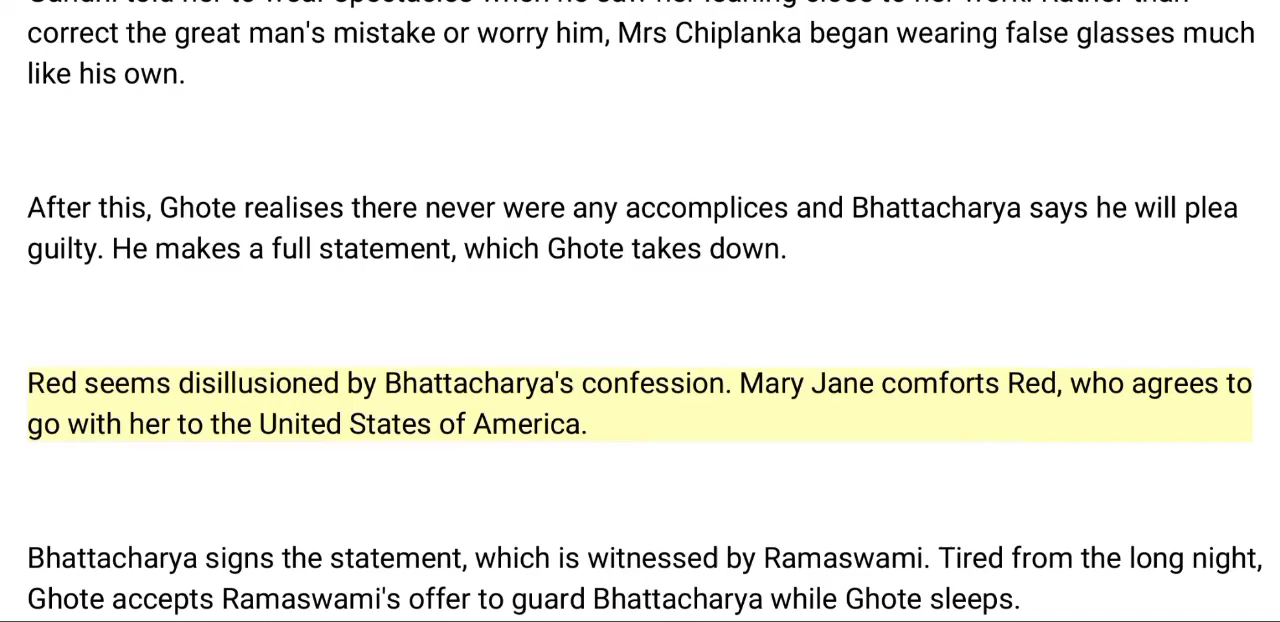 correct the great man's mistake or worry him, Mrs Chiplanka began wearing false glasses much
like his own.
After this, Ghote realises there never were any accomplices and Bhattacharya says he will plea
guilty. He makes a full statement, which Ghote takes down.
Red seems disillusioned by Bhattacharya's confession. Mary Jane comforts Red, who agrees to
go with her to the United States of America.
Bhattacharya signs the statement, which is witnessed by Ramaswami. Tired from the long night,
Ghote accepts Ramaswami's offer to guard Bhattacharya while Ghote sleeps.